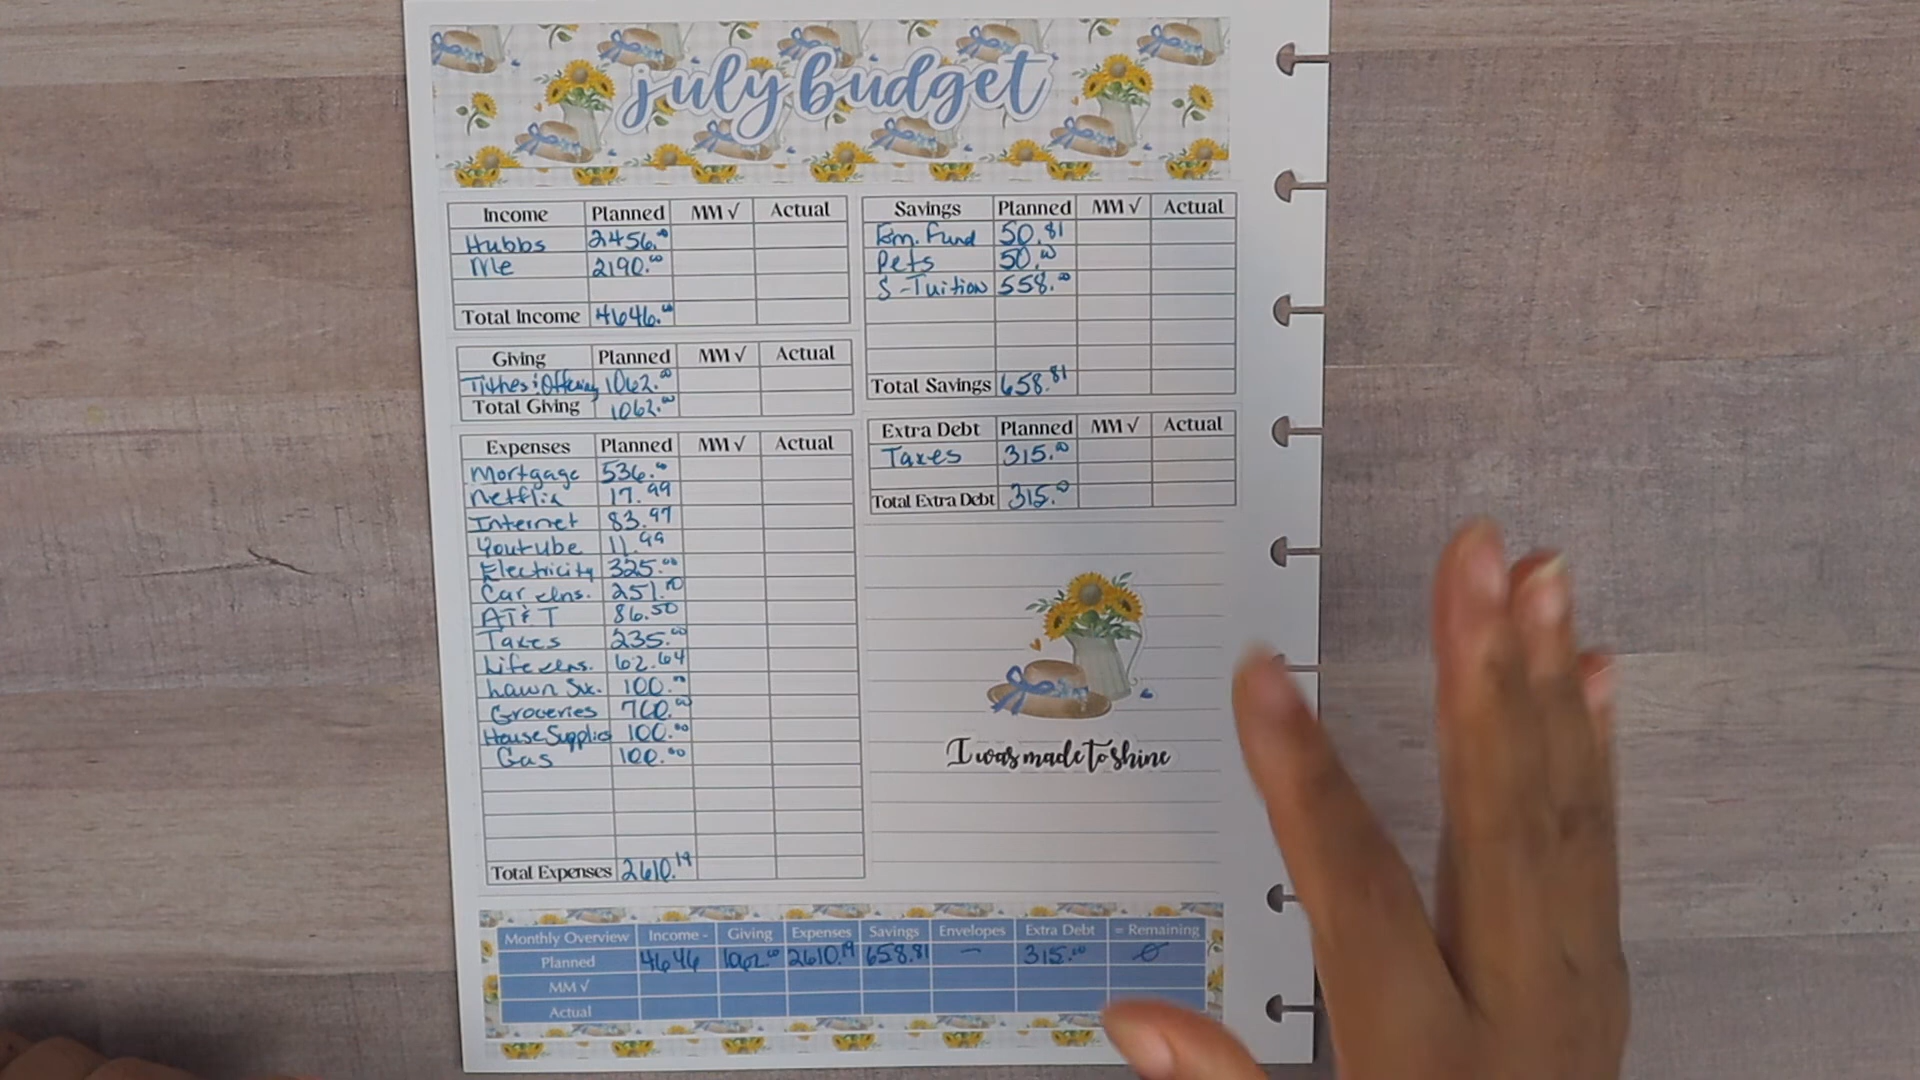 july budget
Income Planned MM √ Actual
Hubbs 2456.00
Me 2190.00
Total Income 4646.00
Giving Planned MM √ Actual
Tithes & Offering 1062.00
Total Giving 1062.00
Expenses Planned MM √ Actual
Mortgage 536.00
Netflix 17.99
Internet 83.97
Youtube 11.99
Electricity 325.00
Car Ins. 251.00
AT&T 86.50
Taxes 235.00
Life Ins. 62.64
Lawn Svc. 100.00
Groceries 700.00
House Supplies 100.00
Gas 100.00
Total Expenses 2610.19
Savings Planned MM √ Actual
Em. Fund 50.81
Pets 50.00
S-Tuition 558.00
Total Savings 658.81
Extra Debt Planned MM √ Actual
Taxes 315.00
Total Extra Debt 315.0
I was made to shine
Monthly Overview Income - Giving Expenses Savings Envelopes Extra Debt = Remaining
Planned 4646 1062.00 2610.19 658.81 — 315.00 0
MM √
Actual